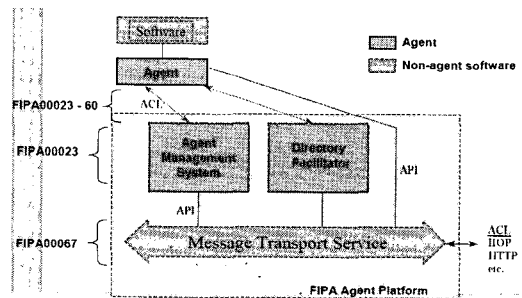 Software
Agent
Agent
Non-agent software
FIPA00023 - 60
ACL
FIPA00023
Agent
Management
System
Directory
Facilitator
API
API
FIPA00067
Message Transport Service
ACL
IIOP
HTTP
etc.
FIPA Agent Platform